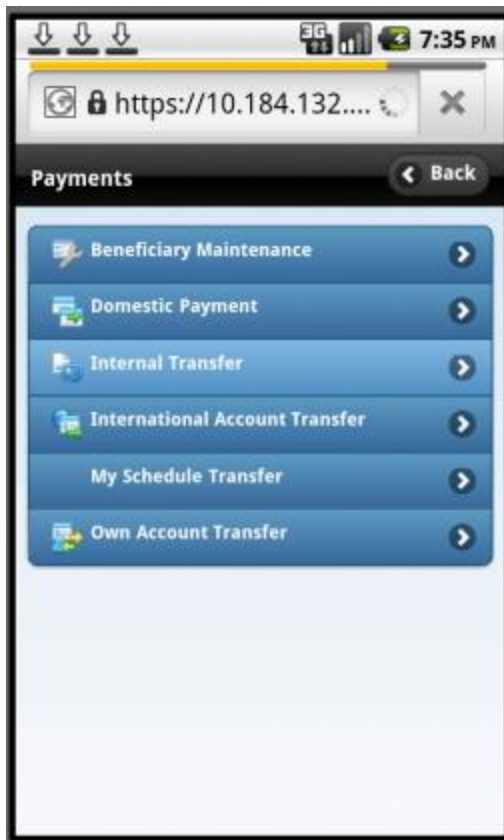 3G 7:35 PM
https://10.184.132....
Payments Back
Beneficiary Maintenance
Domestic Payment
Internal Transfer
International Account Transfer
My Schedule Transfer
Own Account Transfer